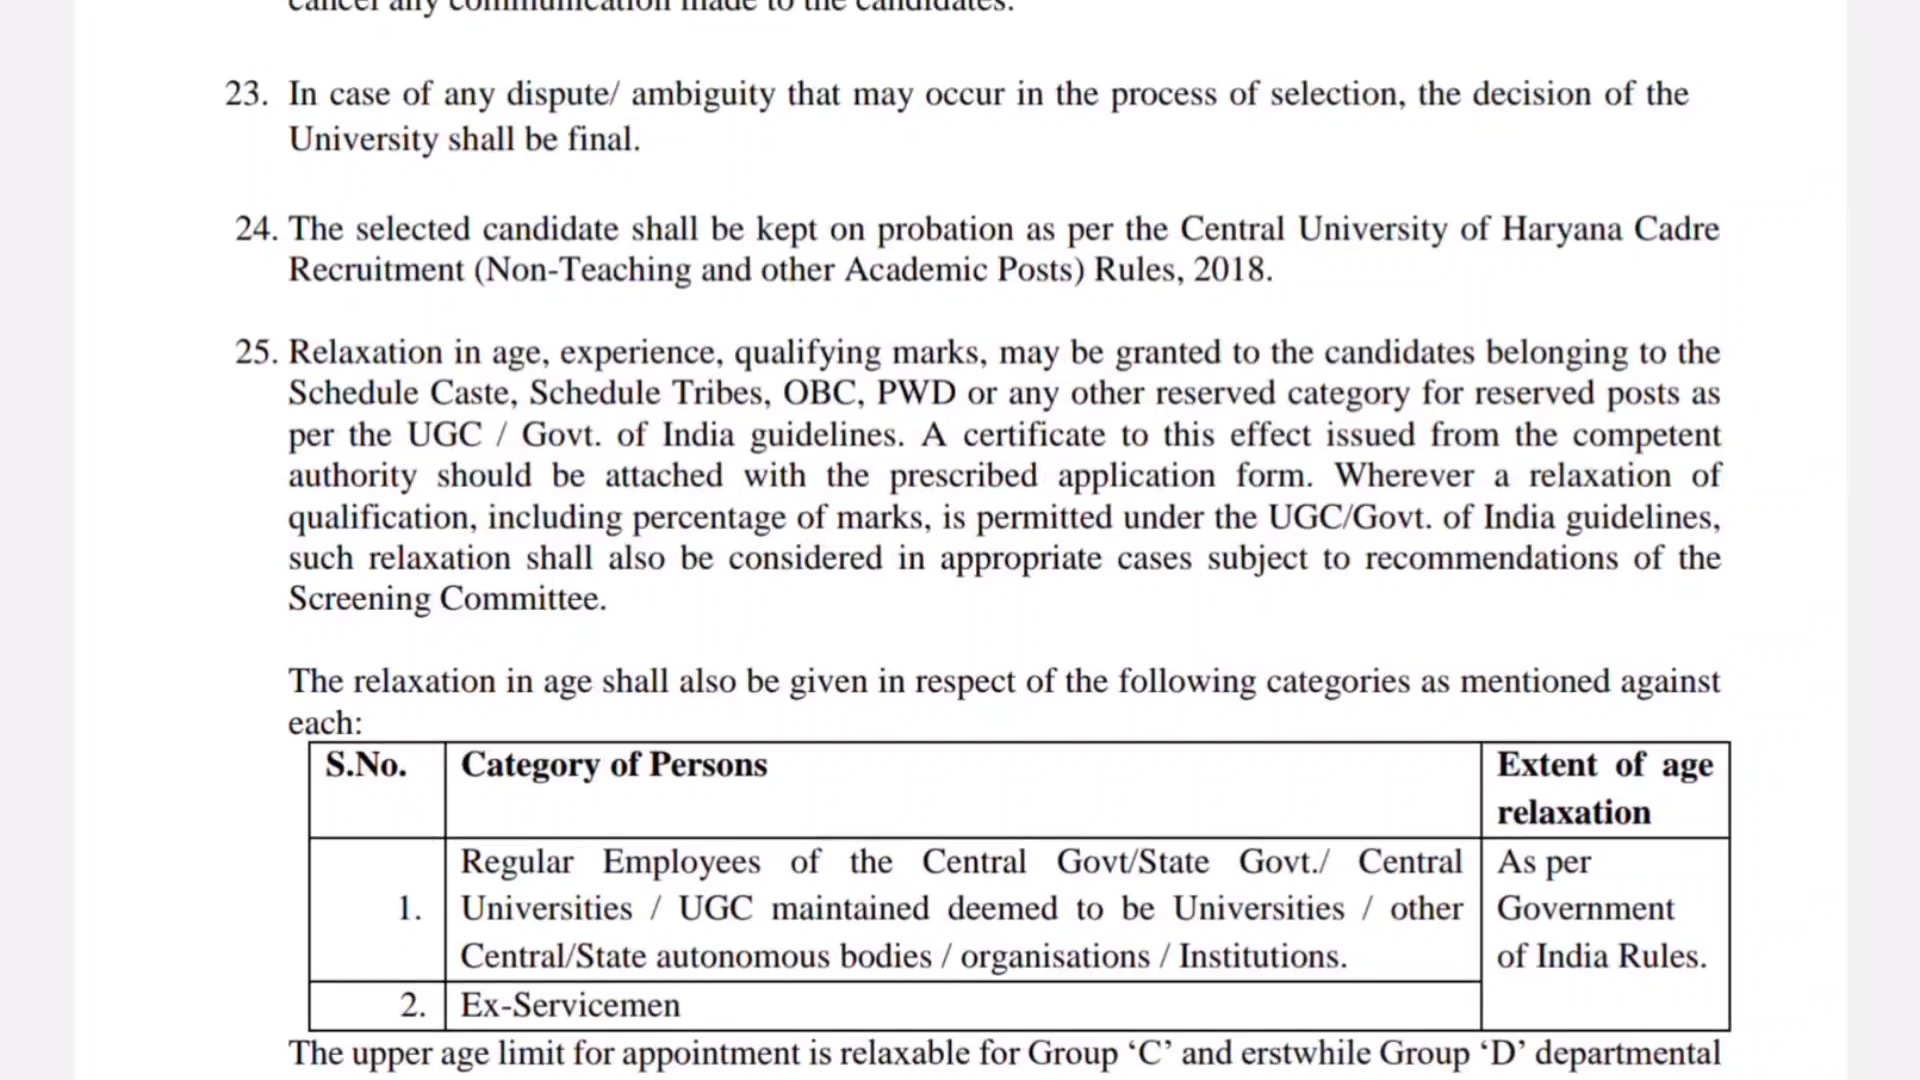 cancel any communication made to the candidates.
23. In case of any dispute/ ambiguity that may occur in the process of selection, the decision of the
University shall be final.
24. The selected candidate shall be kept on probation as per the Central University of Haryana Cadre
Recruitment (Non-Teaching and other Academic Posts) Rules, 2018.
25. Relaxation in age, experience, qualifying marks, may be granted to the candidates belonging to the
Schedule Caste, Schedule Tribes, OBC, PWD or any other reserved category for reserved posts as
per the UGC / Govt. of India guidelines. A certificate to this effect issued from the competent
authority should be attached with the prescribed application form. Wherever a relaxation of
qualification, including percentage of marks, is permitted under the UGC/Govt. of India guidelines,
such relaxation shall also be considered in appropriate cases subject to recommendations of the
Screening Committee.
The relaxation in age shall also be given in respect of the following categories as mentioned against
each:
S.No. Category of Persons Extent of age
relaxation
Regular Employees of the Central Govt/State Govt./ Central As per
1. Universities / UGC maintained deemed to be Universities / other Government
Central/State autonomous bodies / organisations / Institutions. of India Rules.
2. Ex-Servicemen
The upper age limit for appointment is relaxable for Group ‘C’ and erstwhile Group ‘D’ departmental